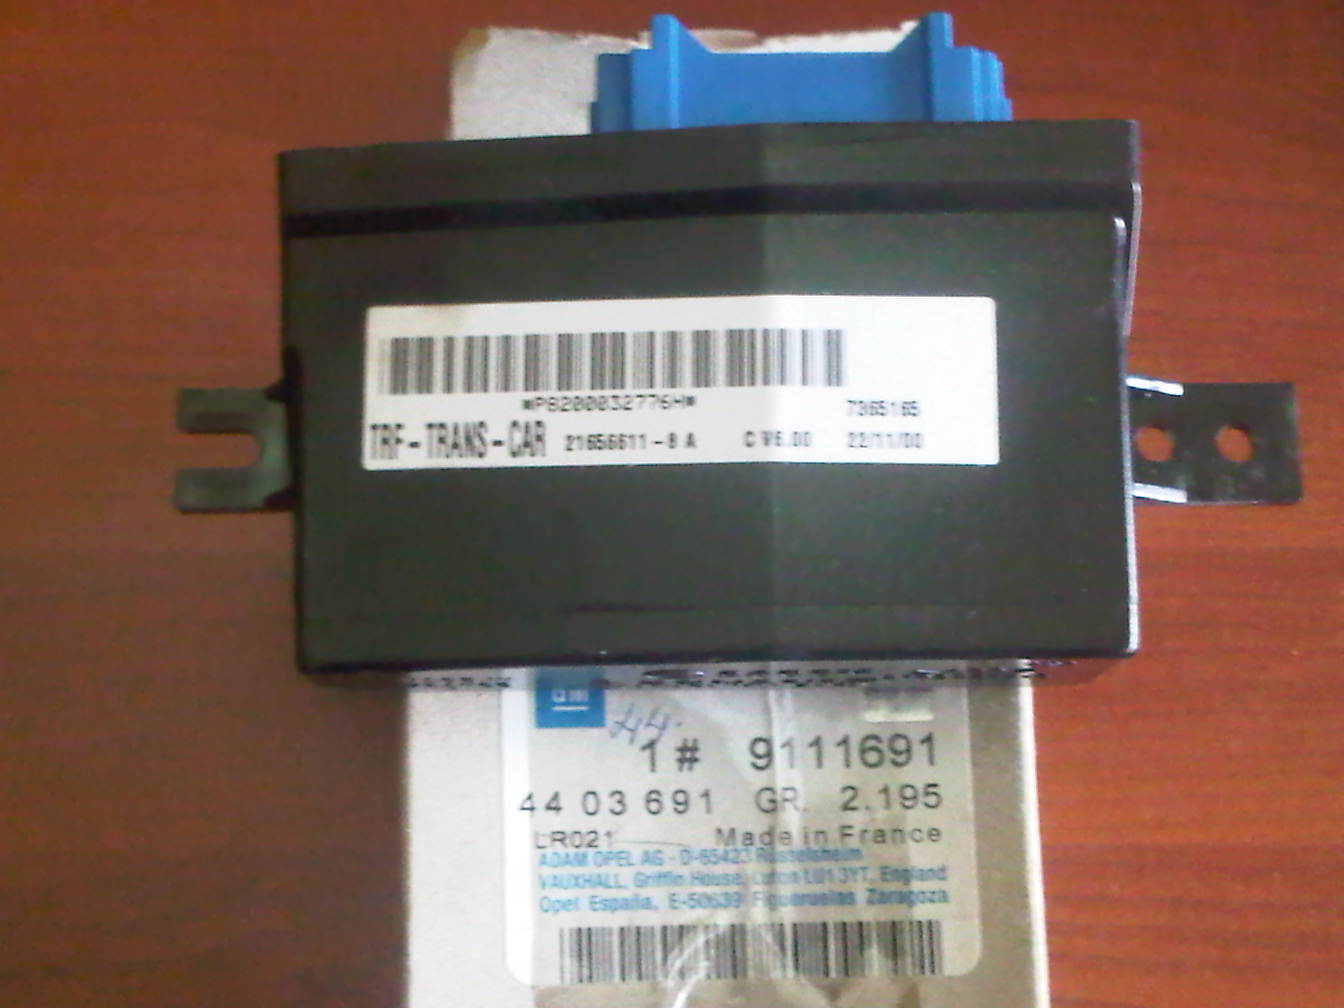 *P8200032776H*
7365165
TRF-TRANS-CAR 21656611-8 A C V6.00 22/11/00
GM
44.
1# 9111691
44 03 691 GR. 2.195
LR021 Made in France
ADAM OPEL AG - D-65423 Rüsselsheim
VAUXHALL, Griffin House, Luton LU1 3YT, England
Opel España, E-50639 Figueruelas Zaragoza